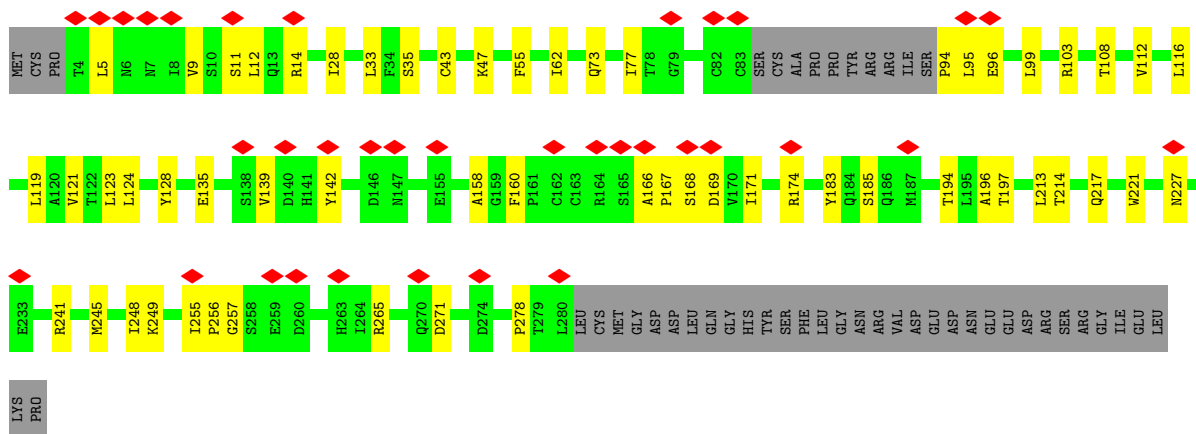 MET CYS PRO T4 L5 N6 N7 I8 V9 S10 S11 L12 Q13 R14 I28 L33 F34 S35 C43 K47 F55 I62 Q73 I77 T78 G79 C82 C83 SER CYS ALA PRO PRO TYR ARG ARG ILE SER P94 L95 E96 L99 R103 T108 V112 L116
L119 A120 V121 T122 L123 L124 Y128 E135 S138 V139 D140 H141 Y142 D146 N147 E155 A158 G159 F160 P161 C162 C163 R164 S165 A166 P167 S168 D169 V170 I171 R174 Y183 Q184 S185 Q186 M187 T194 L195 A196 T197 L213 T214 Q217 W221 N227
E233 R241 M245 I248 K249 I255 P256 G257 S258 E259 D260 H263 I264 R265 Q270 D271 D274 P278 T279 L280 LEU CYS MET GLY ASP ASP LEU GLN GLY HIS TYR SER PHE LEU GLY ASN ARG VAL ASP GLU ASP ASN GLU GLU ASP ARG SER ARG GLY ILE GLU LEU
LYS PRO